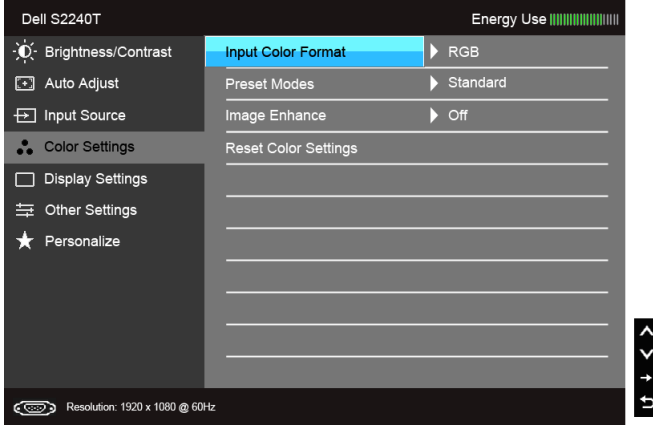 Dell S2240T
Energy Use
Brightness/Contrast
Auto Adjust
Input Source
Color Settings
Display Settings
Other Settings
Personalize
Input Color Format
RGB
Preset Modes
Standard
Image Enhance
Off
Reset Color Settings
Resolution: 1920 x 1080 @ 60Hz